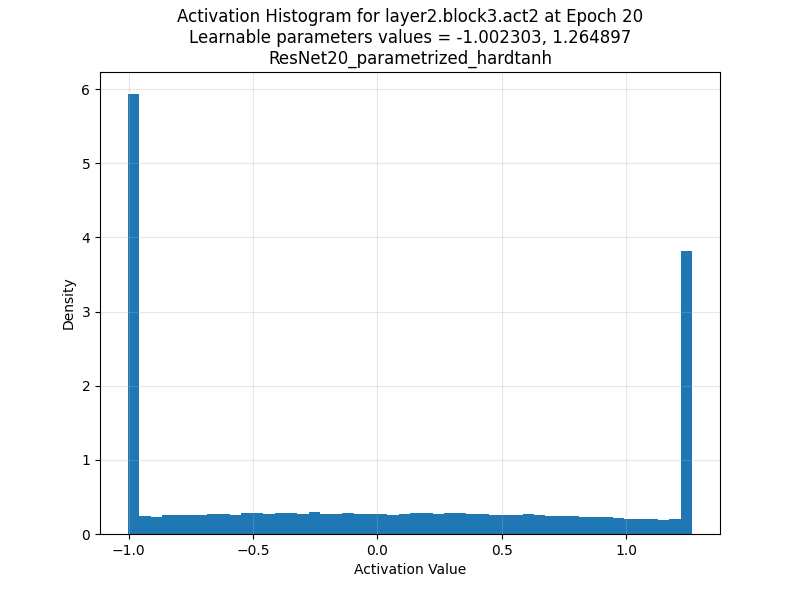 Activation Histogram for layer2.block3.act2 at Epoch 20
Learnable parameters values = -1.002303, 1.264897
ResNet20_parametrized_hardtanh
6
5
4
3
2
1
0
Density
−1.0 −0.5 0.0 0.5 1.0
Activation Value